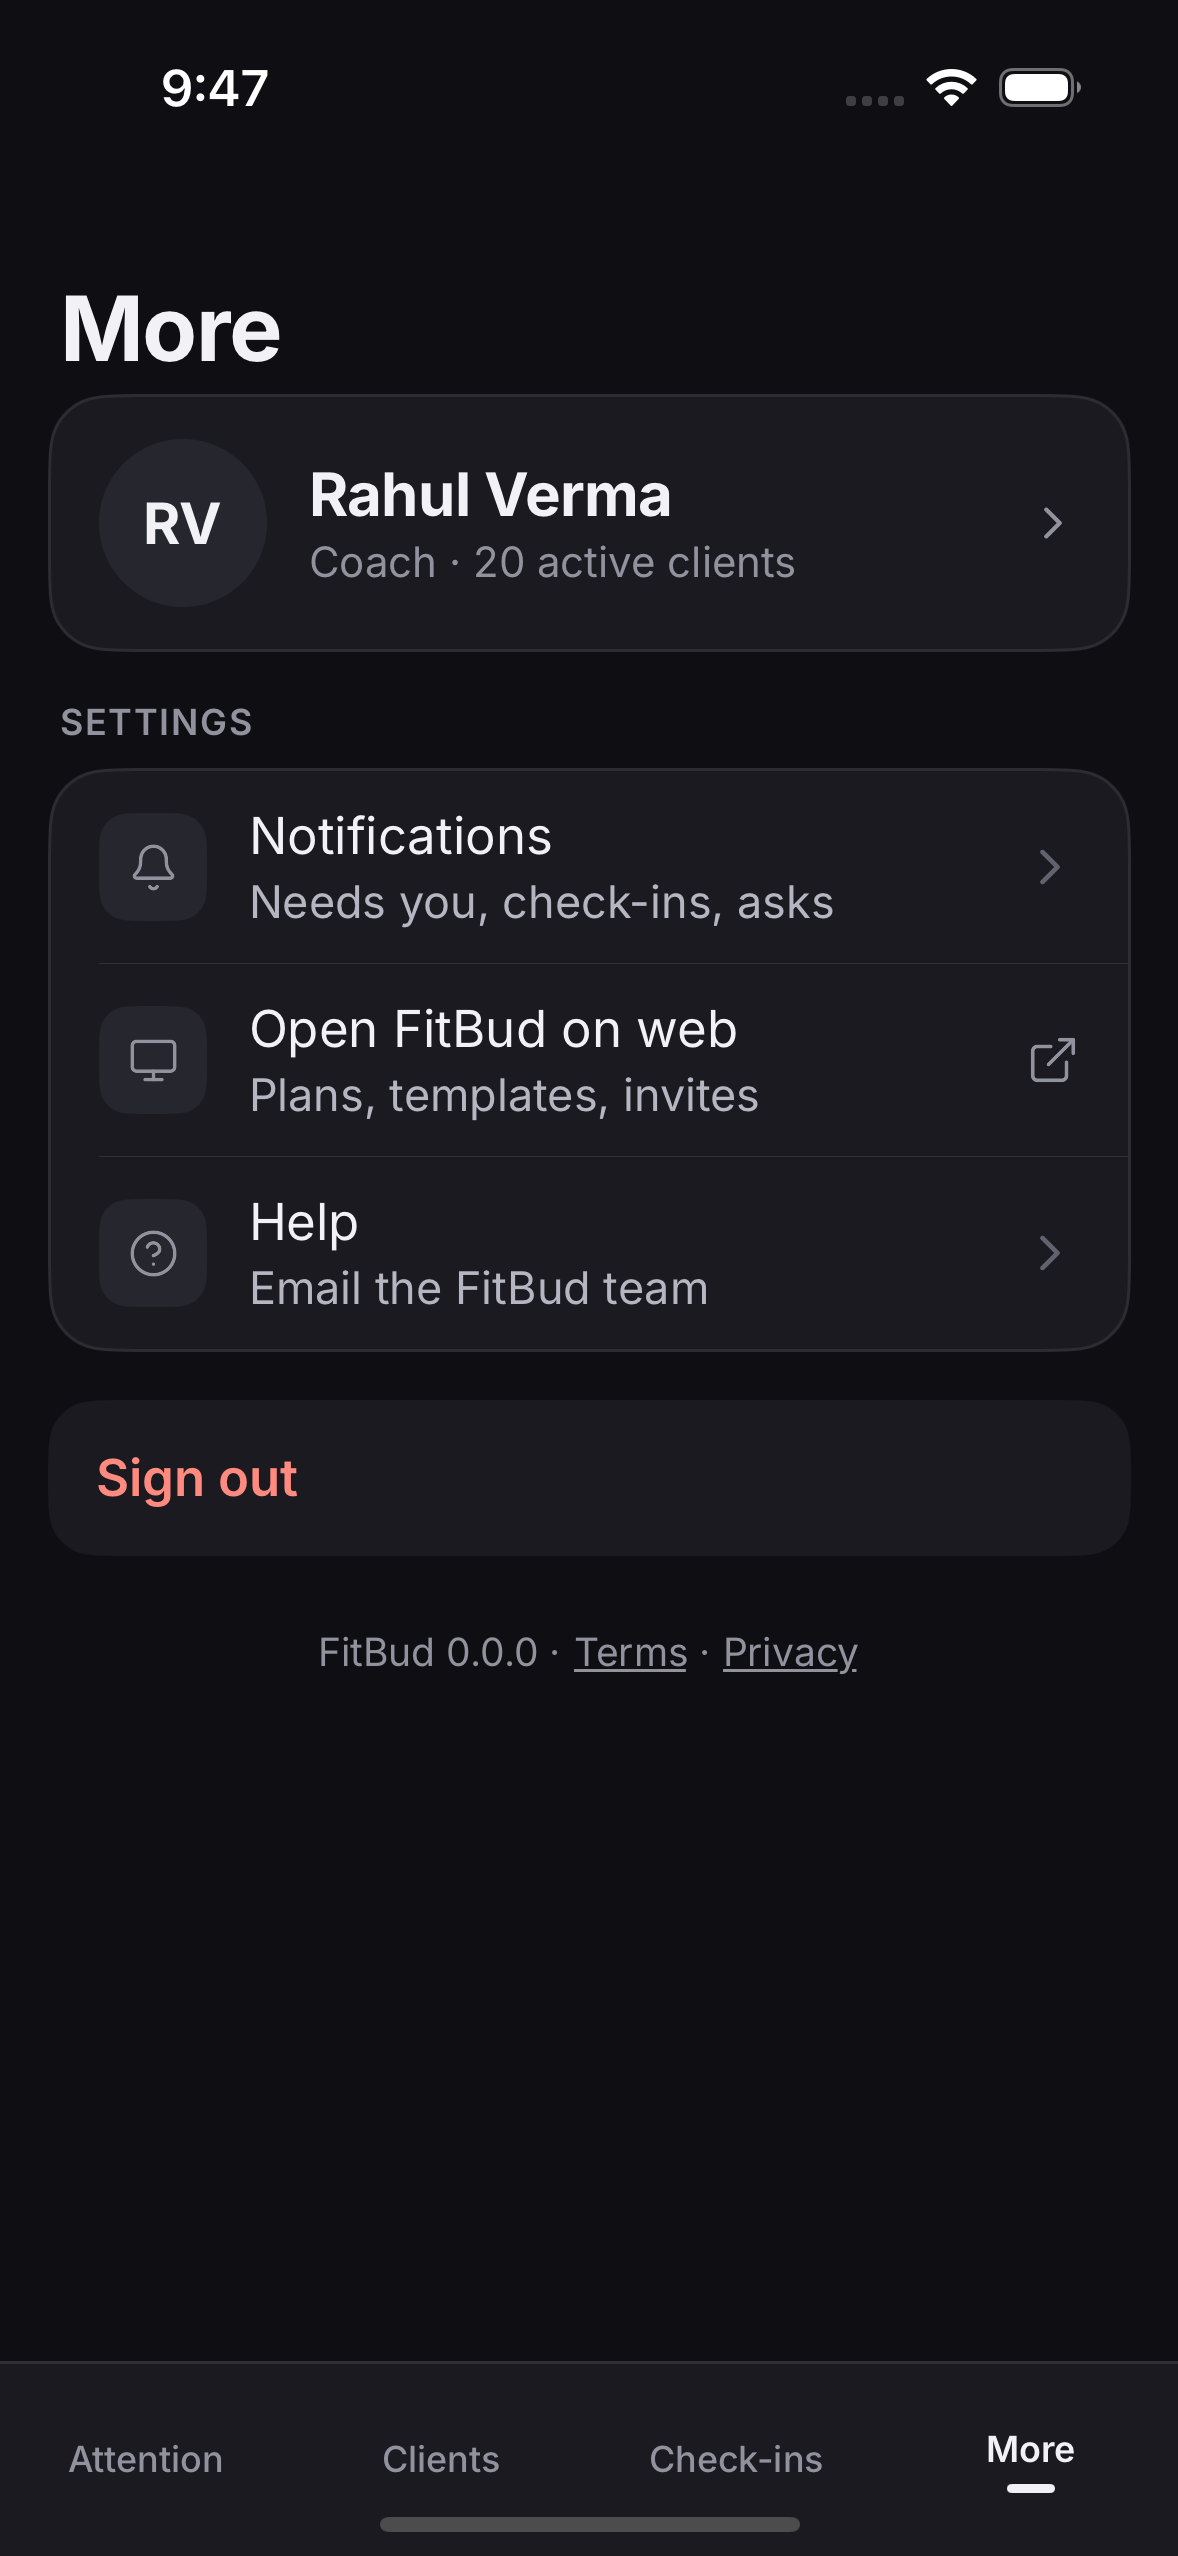 9:47
More
RV
Rahul Verma
Coach · 20 active clients
SETTINGS
Notifications
Needs you, check-ins, asks
Open FitBud on web
Plans, templates, invites
Help
Email the FitBud team
Sign out
FitBud 0.0.0 · Terms · Privacy
Attention
Clients
Check-ins
More